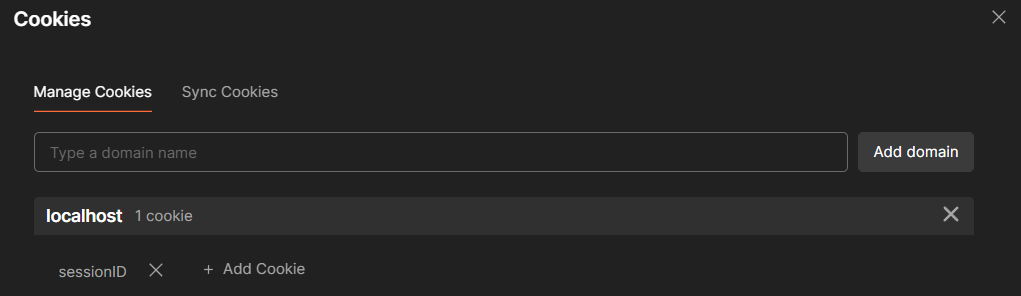 Cookies
Manage Cookies Sync Cookies
Type a domain name Add domain
localhost 1 cookie
sessionID + Add Cookie